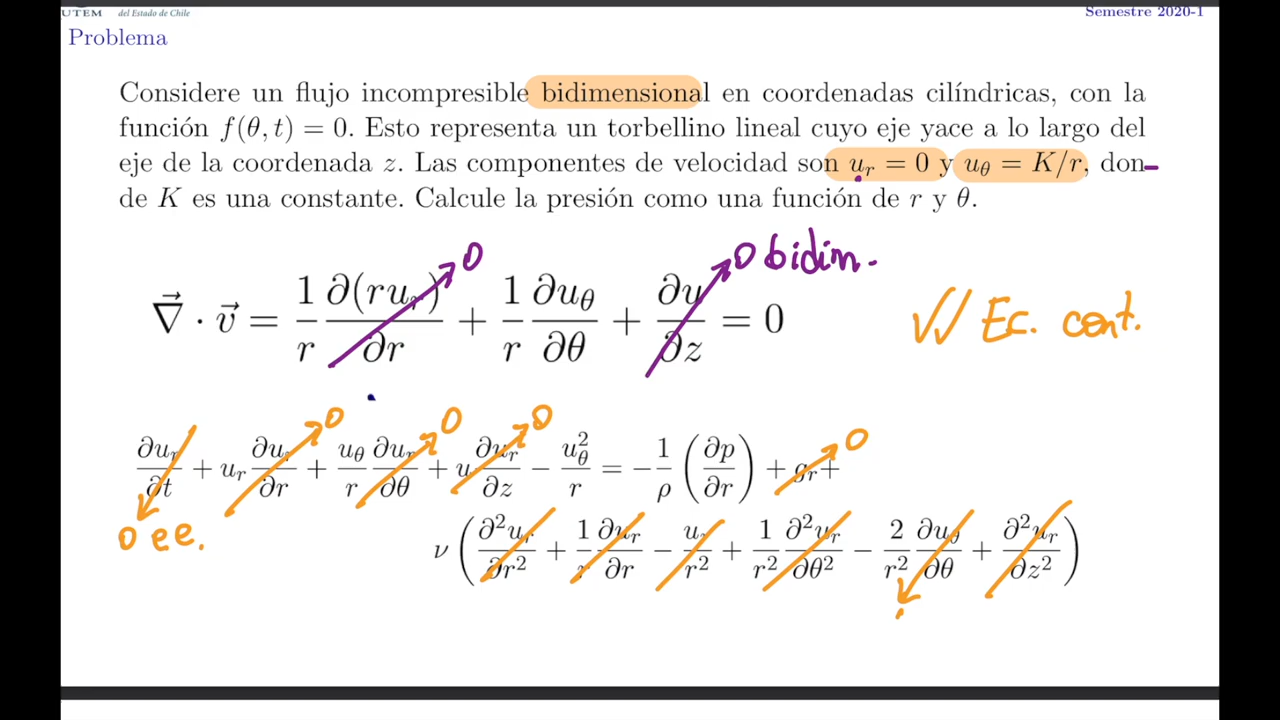 UTEM del Estado de Chile Semestre 2020-1
Problema
Considere un flujo incompresible bidimensional en coordenadas cilíndricas, con la
función f(θ, t) = 0. Esto representa un torbellino lineal cuyo eje yace a lo largo del
eje de la coordenada z. Las componentes de velocidad son u_r = 0 y u_θ = K/r, don-
de K es una constante. Calcule la presión como una función de r y θ.
0 0 bidim.
∇⃗ · v⃗ = 1/r ∂(ru_r)/∂r + 1/r ∂u_θ/∂θ + ∂u/∂z = 0 ✓✓ Ec. cont.
0 0 0 0
∂u_r/∂t + u_r ∂u_r/∂r + u_θ/r ∂u_r/∂θ + u ∂u_r/∂z − u_θ²/r = −1/ρ (∂p/∂r) + g_r +
0 e e.
ν (∂²u_r/∂r² + 1/r ∂u_r/∂r − u_r/r² + 1/r² ∂²u_r/∂θ² − 2/r² ∂u_θ/∂θ + ∂²u_r/∂z²)